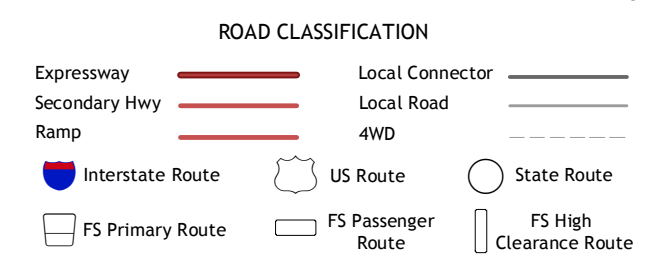 ROAD CLASSIFICATION
Expressway
Local Connector
Secondary Hwy
Local Road
Ramp
4WD
Interstate Route
US Route
State Route
FS Primary Route
FS Passenger
Route
FS High
Clearance Route